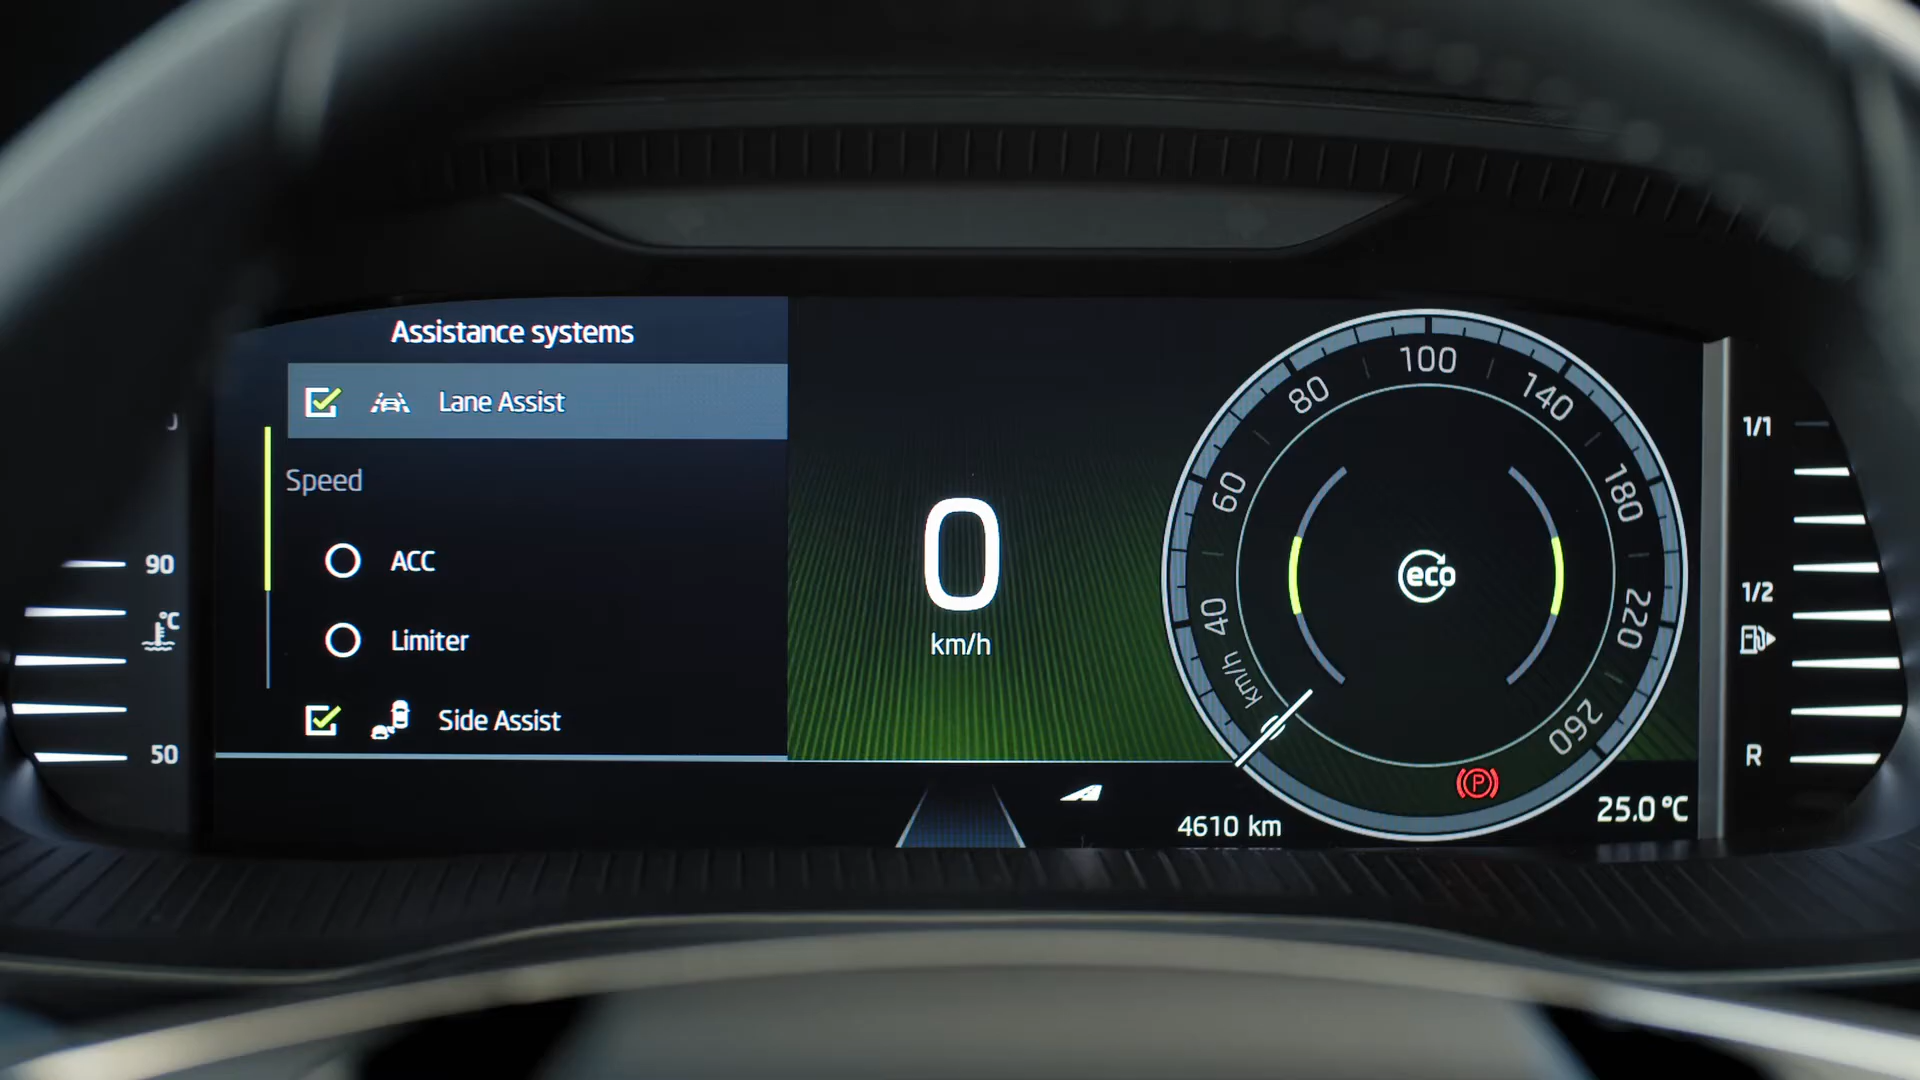 Assistance systems
Lane Assist
Speed
ACC
Limiter
Side Assist
90
°C
50
0
km/h
40
60
80
100
140
180
220
260
km/h
eco
P
4610 km
25.0 °C
1/1
1/2
R